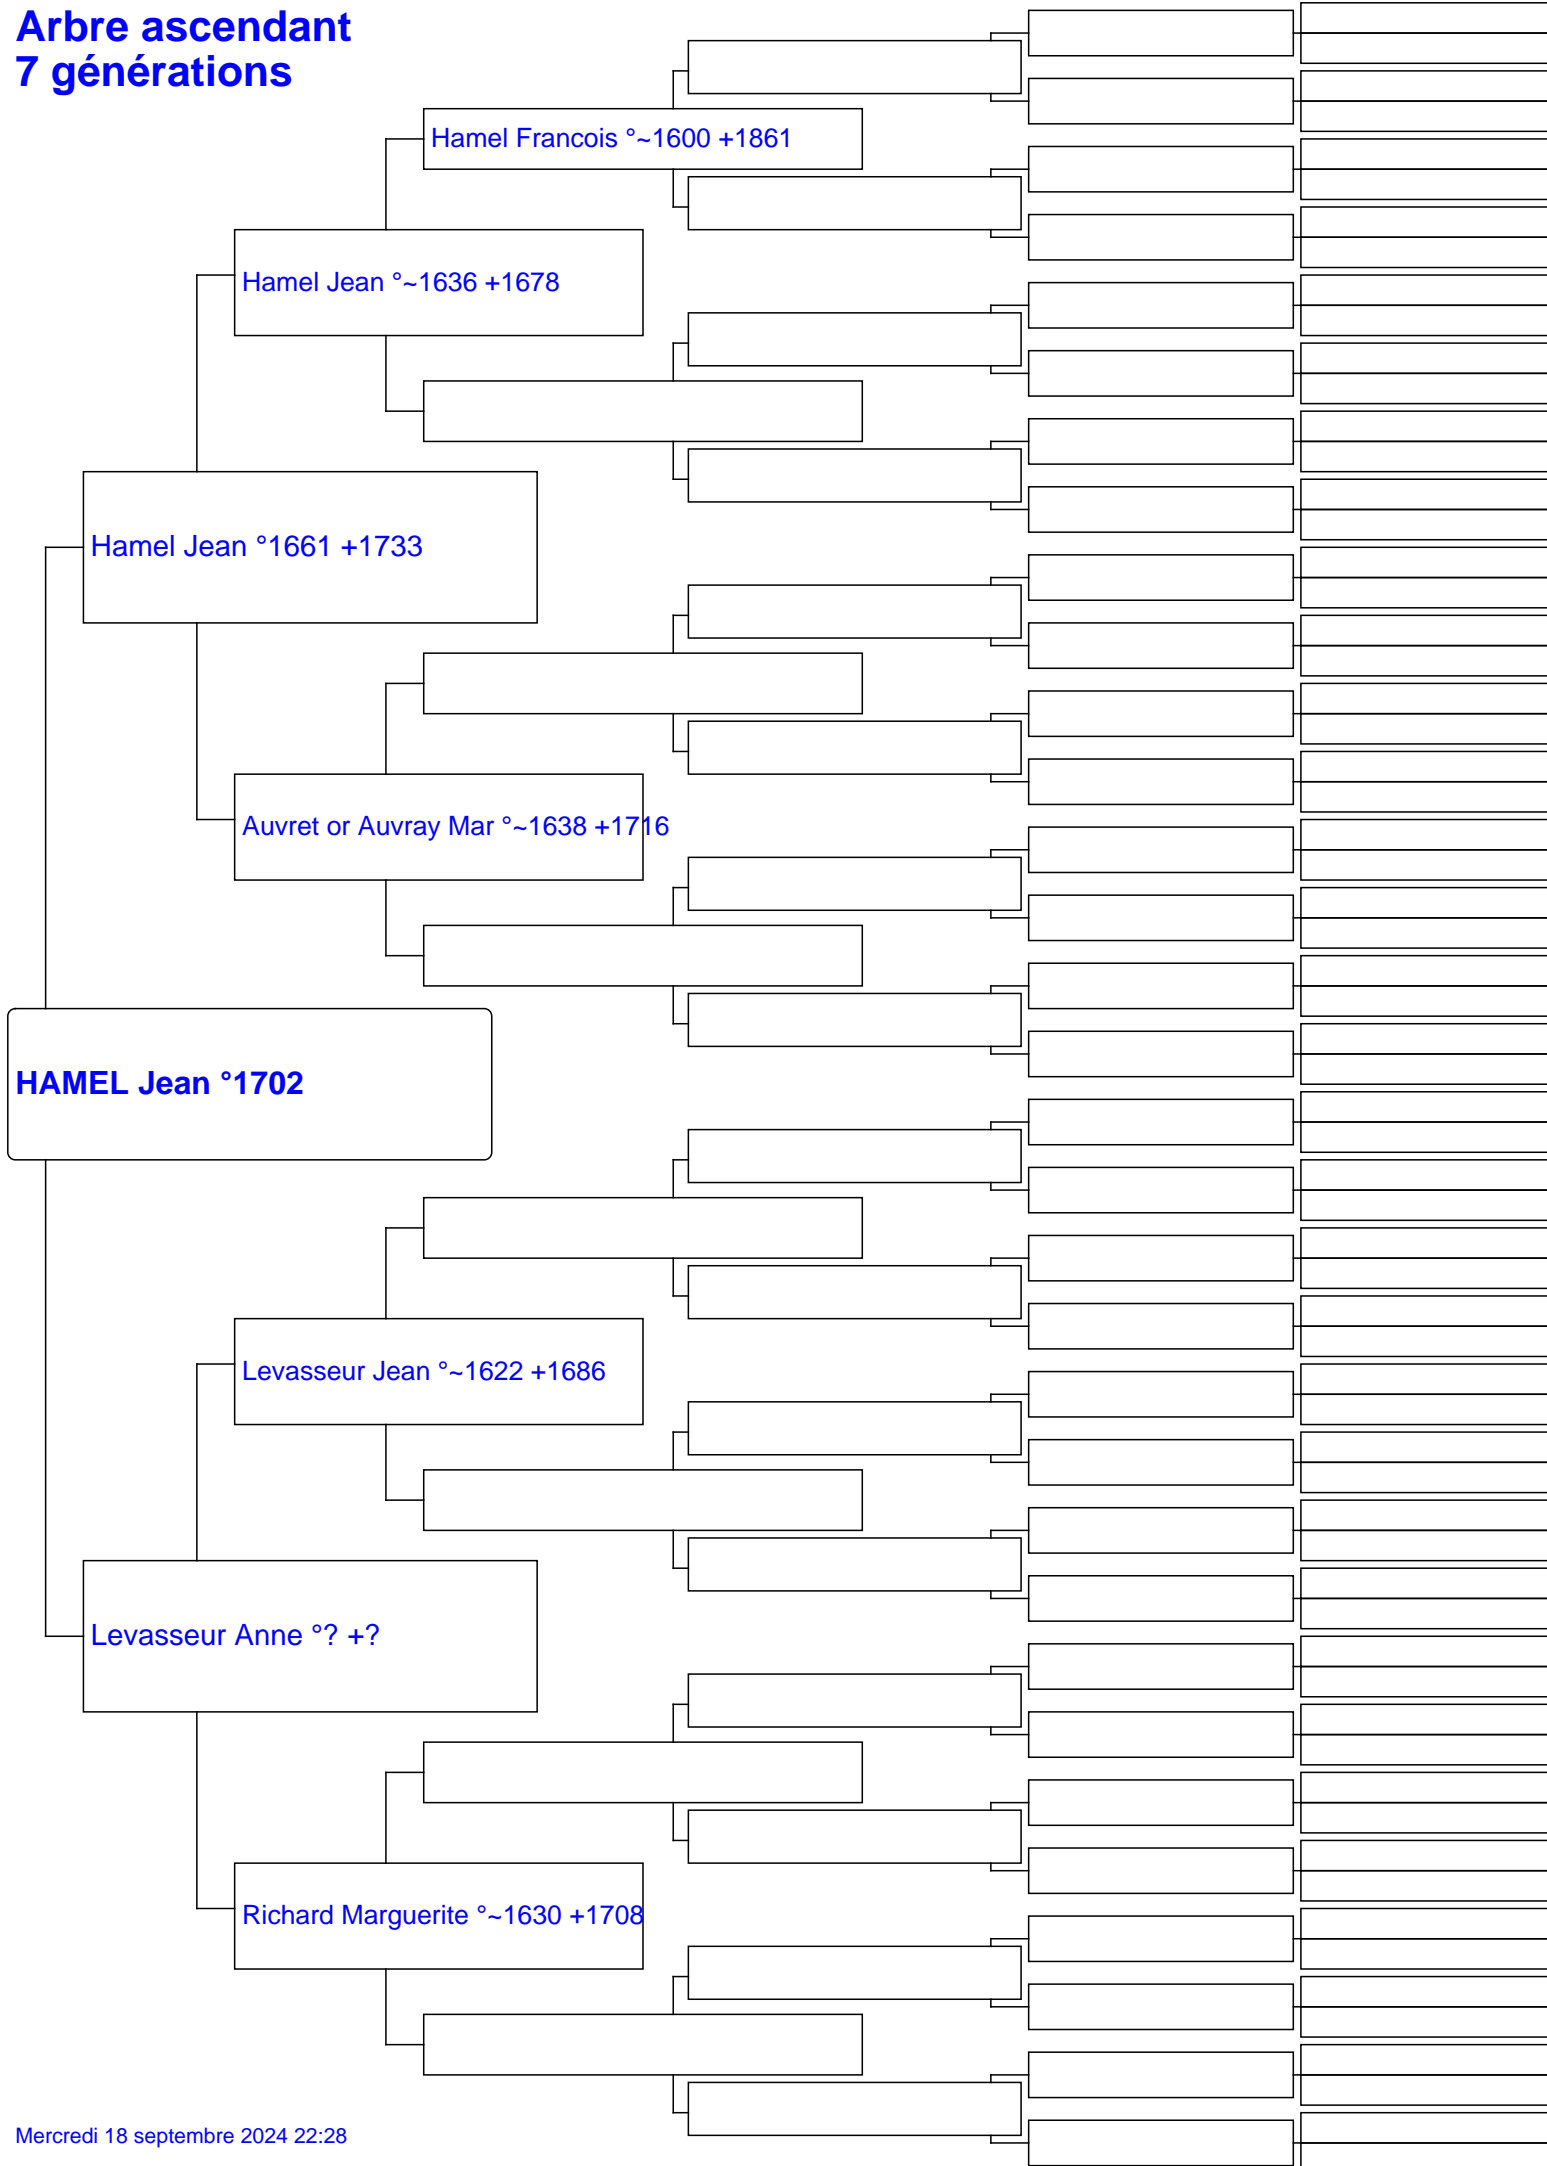 Arbre ascendant
7 générations
Hamel Francois °~1600 +1861
Hamel Jean °~1636 +1678
Hamel Jean °1661 +1733
Auvret or Auvray Mar °~1638 +1716
HAMEL Jean °1702
Levasseur Jean °~1622 +1686
Levasseur Anne °? +?
Richard Marguerite °~1630 +1708
Mercredi 18 septembre 2024 22:28